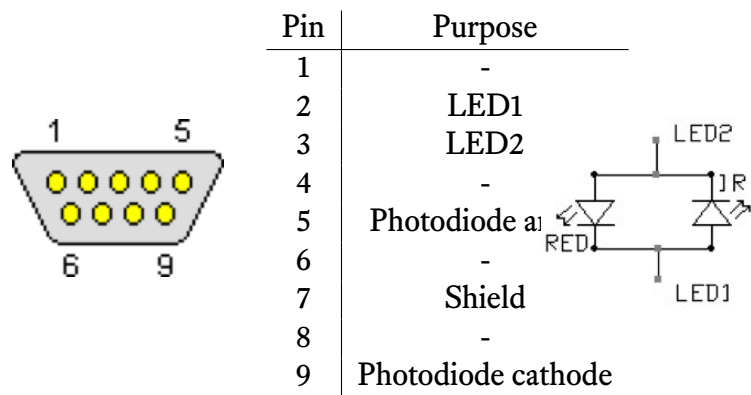 Pin Purpose
1 -
2 LED1
3 LED2
4 -
5 Photodiode
6 -
7 Shield
8 -
9 Photodiode cathode
1 5
6 9
LED2
IR
RED
LED1